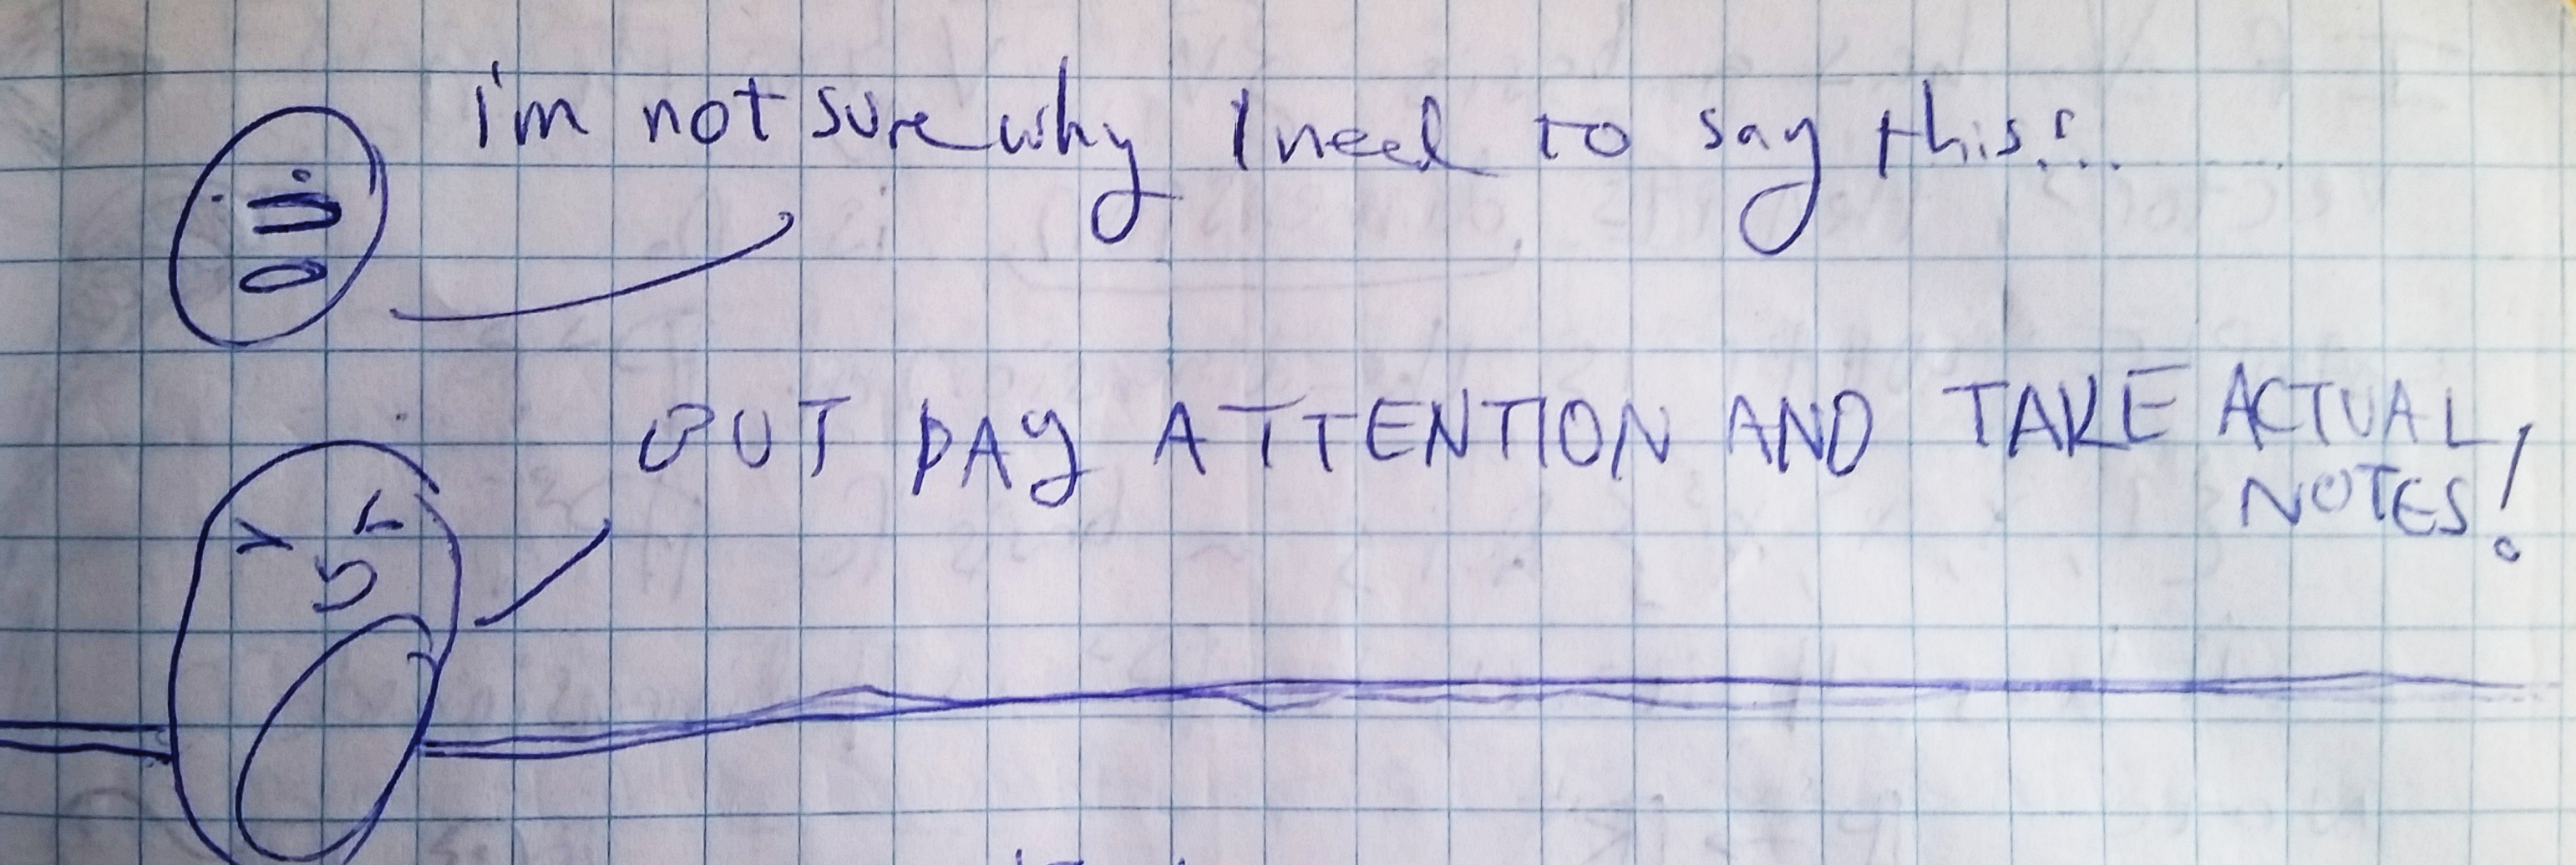 i'm not sure why I need to say this...
BUT PAY ATTENTION AND TAKE ACTUAL
NOTES!